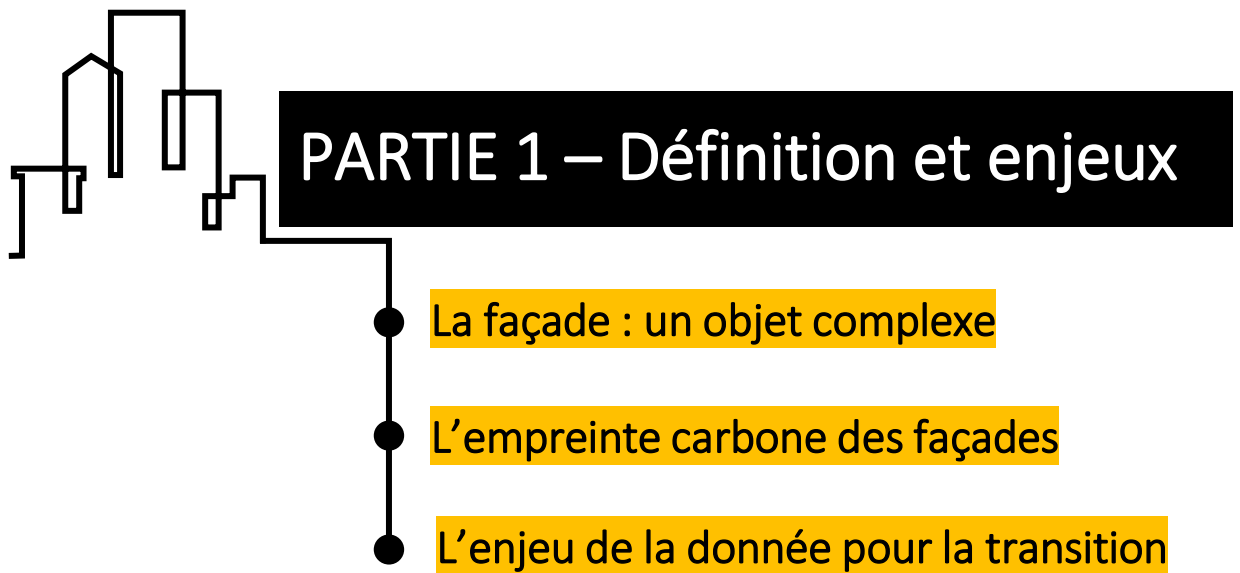 PARTIE 1 – Définition et enjeux
La façade : un objet complexe
L’empreinte carbone des façades
L’enjeu de la donnée pour la transition